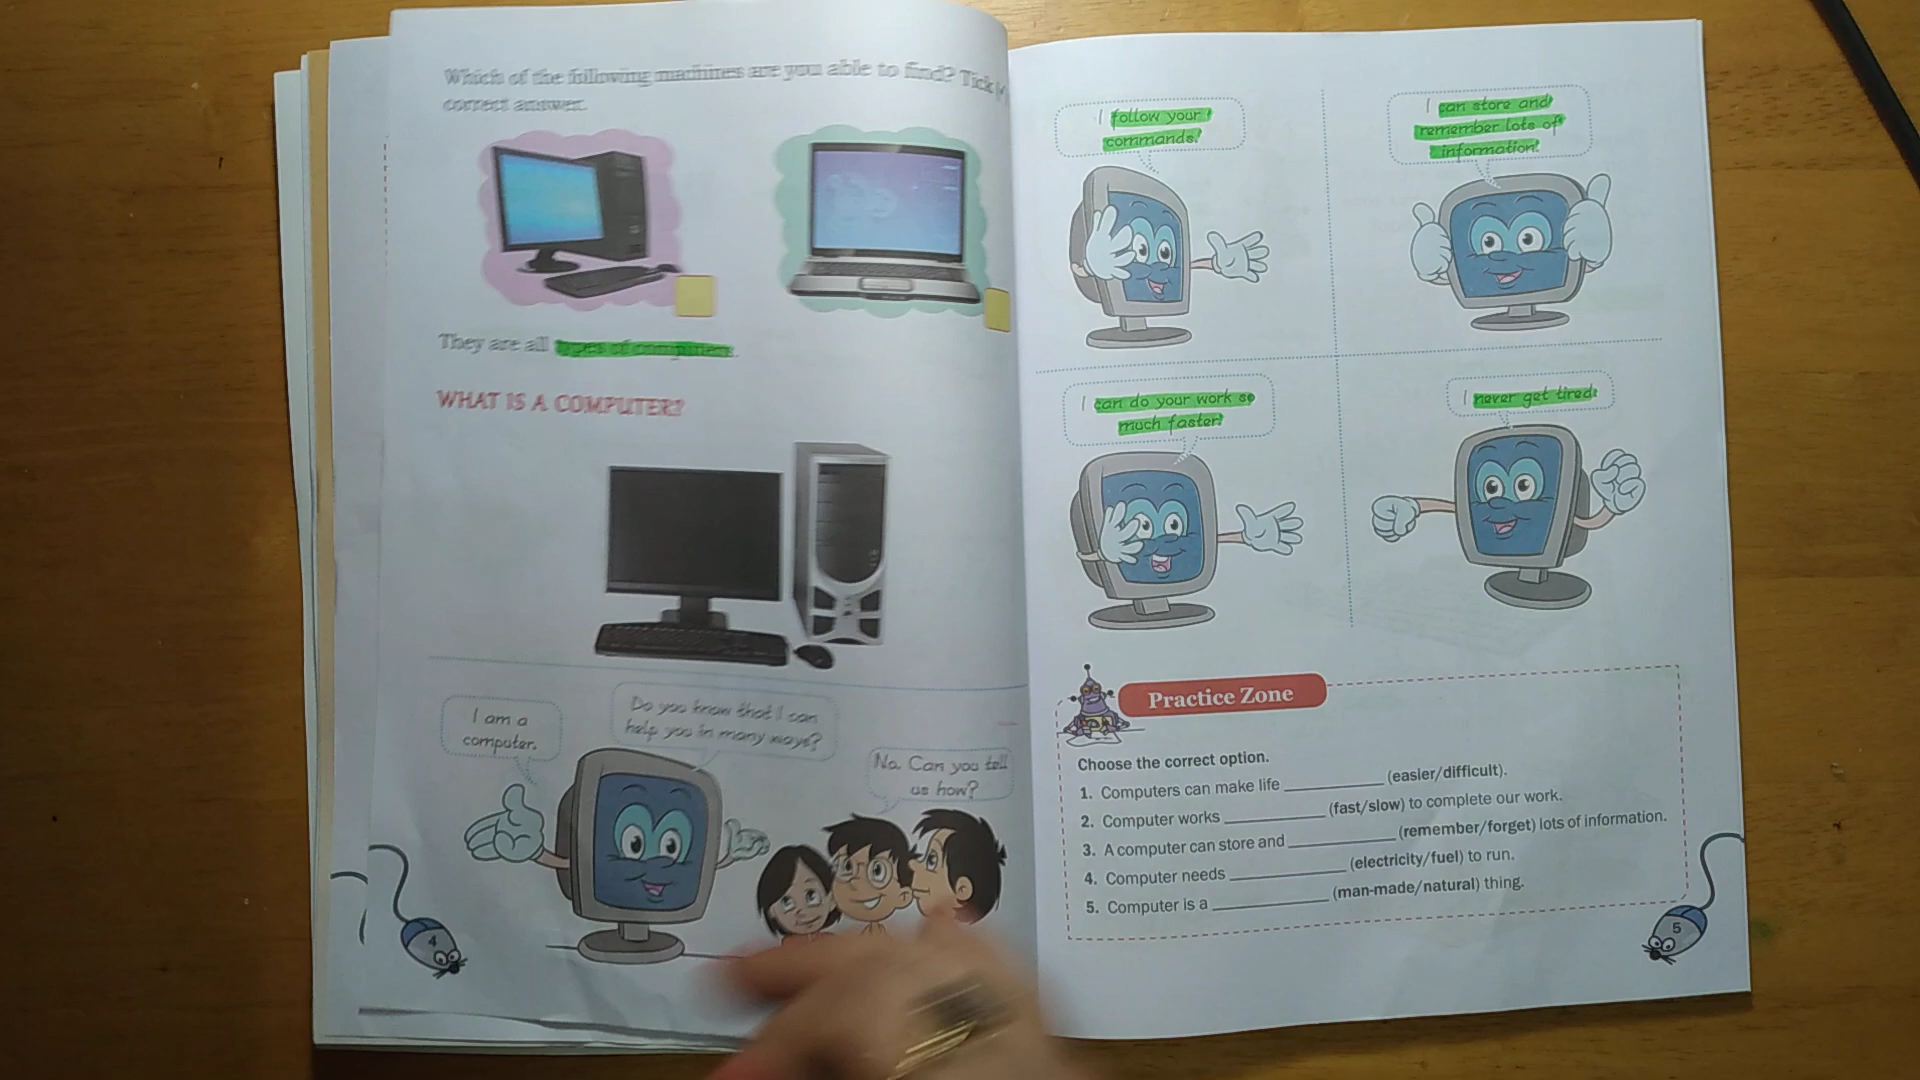 Which of the following machines are you able to find? Tick (✔)
correct answer.
They are all types of computers.
WHAT IS A COMPUTER?
I am a
computer.
Do you know that I can
help you in many ways?
No. Can you tell
us how?
4
I follow your
commands!
I can store and
remember lots of
information!
I can do your work so
much faster!
I never get tired!
Practice Zone
Choose the correct option.
1. Computers can make life __________ (easier/difficult).
2. Computer works __________ (fast/slow) to complete our work.
3. A computer can store and __________ (remember/forget) lots of information.
4. Computer needs __________ (electricity/fuel) to run.
5. Computer is a __________ (man-made/natural) thing.
5